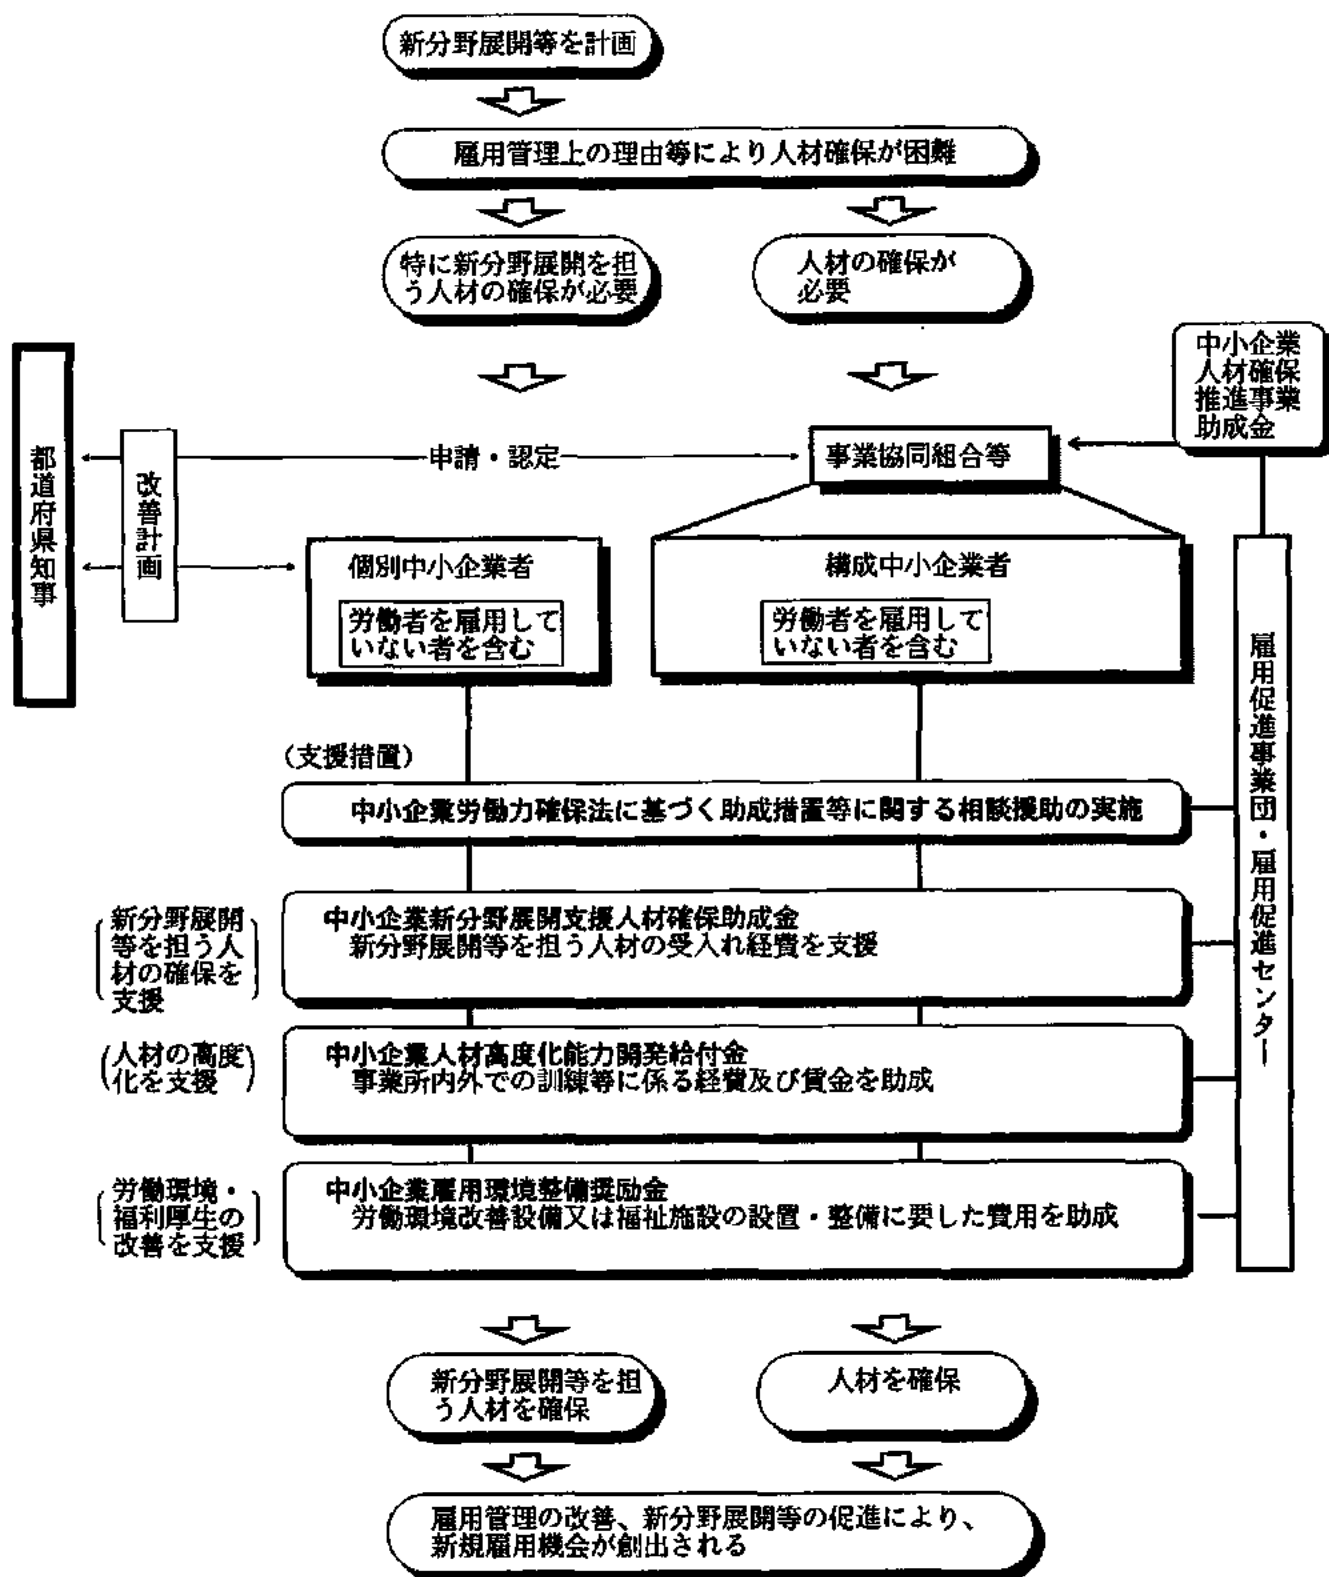 新分野展開等を計画
雇用管理上の理由等により人材確保が困難
特に新分野展開を担
う人材の確保が必要
人材の確保が
必要
中小企業
人材確保
推進事業
助成金
都道府県知事
改善計画
申請・認定
事業協同組合等
個別中小企業者
労働者を雇用して
いない者を含む
構成中小企業者
労働者を雇用して
いない者を含む
雇用促進事業団・雇用促進センター
(支援措置)
中小企業労働力確保法に基づく助成措置等に関する相談援助の実施
新分野展開
等を担う人
材の確保を
支援
中小企業新分野展開支援人材確保助成金
新分野展開等を担う人材の受入れ経費を支援
人材の高度
化を支援
中小企業人材高度化能力開発給付金
事業所内外での訓練等に係る経費及び賃金を助成
労働環境・
福利厚生の
改善を支援
中小企業雇用環境整備奨励金
労働環境改善設備又は福祉施設の設置・整備に要した費用を助成
新分野展開等を担
う人材を確保
人材を確保
雇用管理の改善、新分野展開等の促進により、
新規雇用機会が創出される